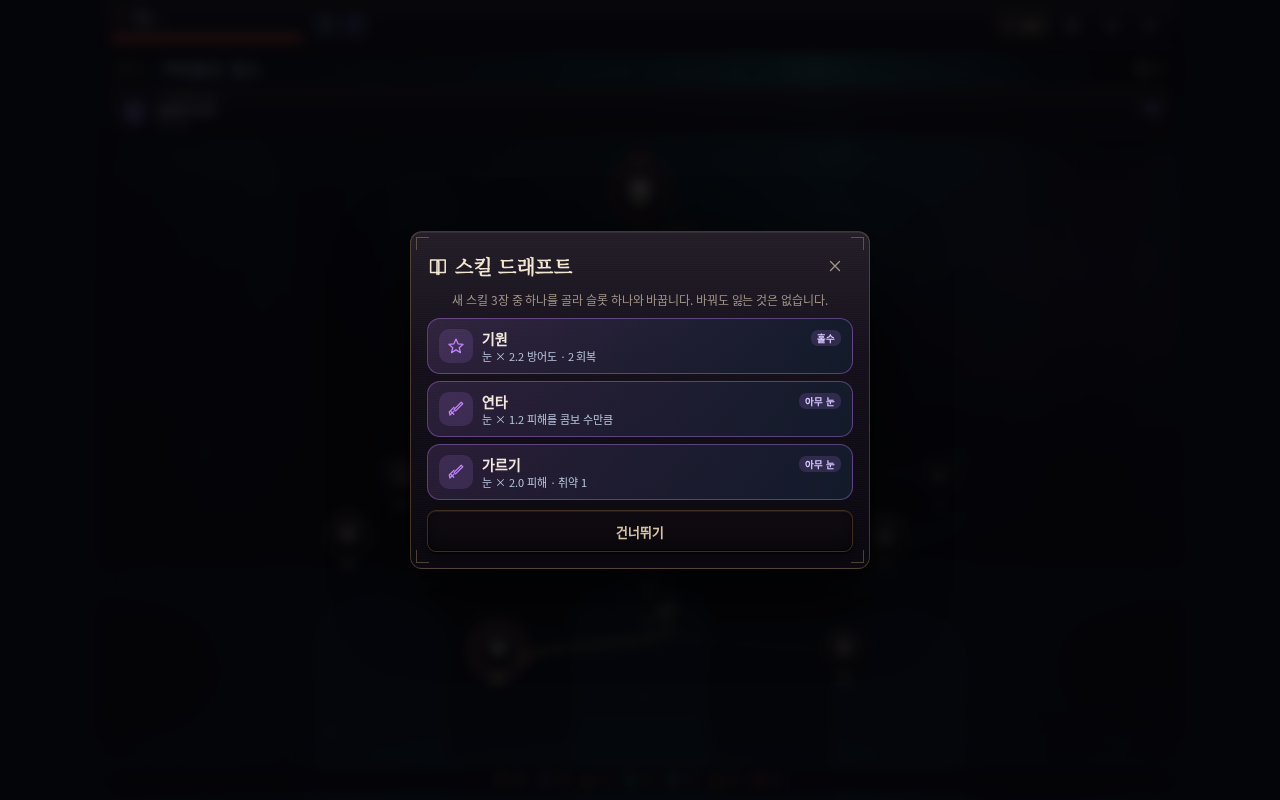 스킬 드래프트
새 스킬 3장 중 하나를 골라 슬롯 하나와 바꿉니다. 바꿔도 잃는 것은 없습니다.
기원
홀수
눈 × 2.2 방어도 · 2 회복
연타
아무 눈
눈 × 1.2 피해를 콤보 수만큼
가르기
아무 눈
눈 × 2.0 피해 · 취약 1
건너뛰기